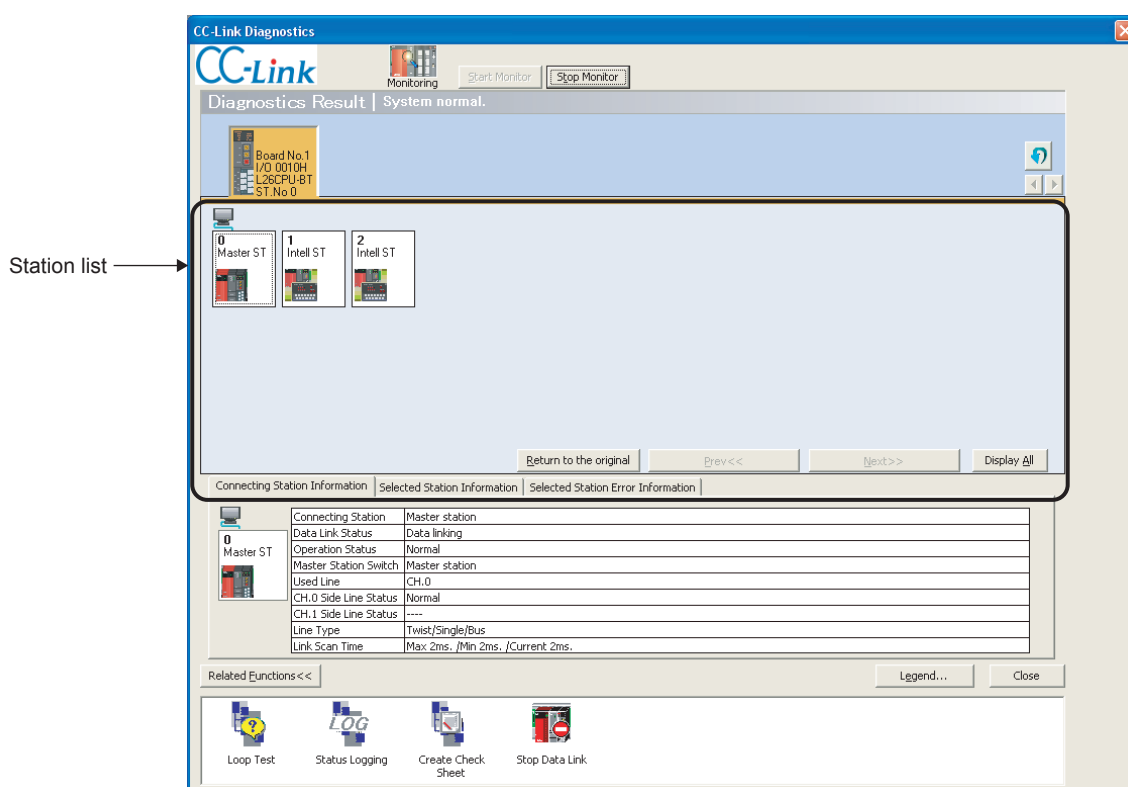 CC-Link Diagnostics
CC-Link
Monitoring
Start Monitor
Stop Monitor
Diagnostics Result | System normal.
Board No.1
I/O 0010H
L26CPU-BT
ST.No 0
Station list
0
Master ST
1
Intell ST
2
Intell ST
Return to the original
Prev<<
Next>>
Display All
Connecting Station Information
Selected Station Information
Selected Station Error Information
0
Master ST
Connecting Station Master station
Data Link Status Data linking
Operation Status Normal
Master Station Switch Master station
Used Line CH.0
CH.0 Side Line Status Normal
CH.1 Side Line Status ----
Line Type Twist/Single/Bus
Link Scan Time Max 2ms. /Min 2ms. /Current 2ms.
Related Functions<<
Legend...
Close
LOG
Loop Test
Status Logging
Create Check
Sheet
Stop Data Link